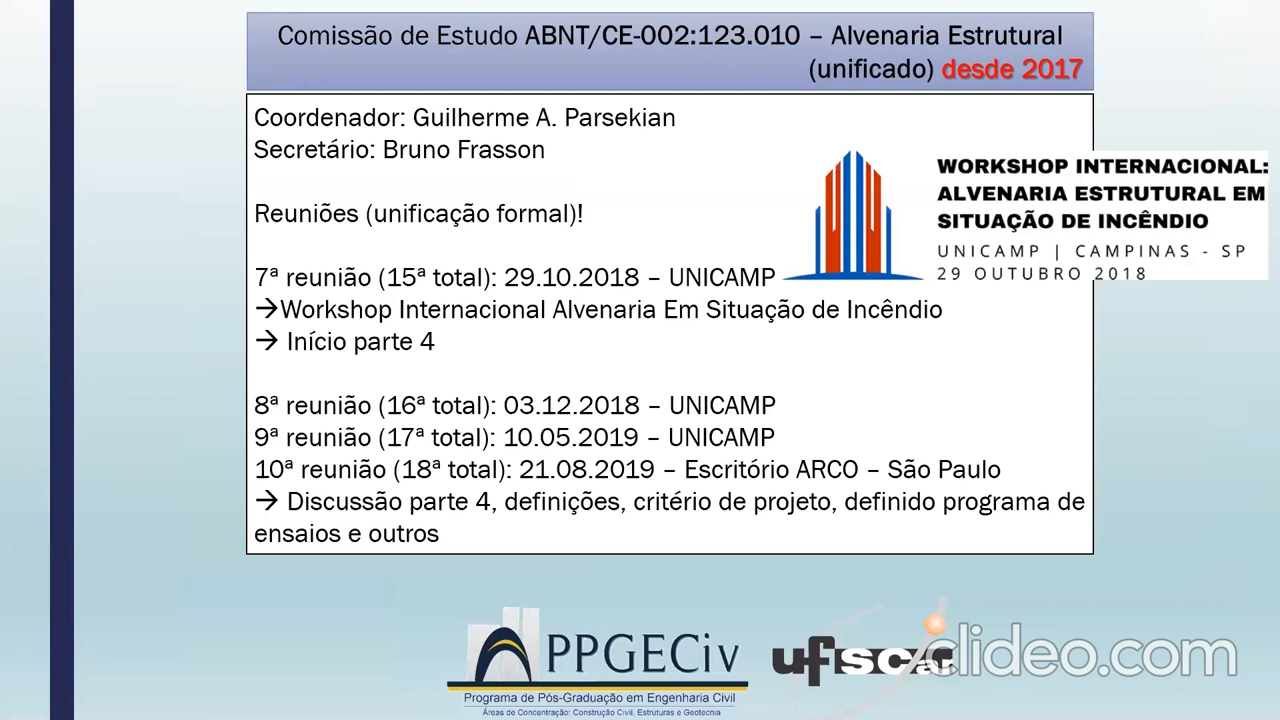 Comissão de Estudo ABNT/CE-002:123.010 – Alvenaria Estrutural
(unificado) desde 2017
Coordenador: Guilherme A. Parsekian
Secretário: Bruno Frasson
Reuniões (unificação formal)!
WORKSHOP INTERNACIONAL:
ALVENARIA ESTRUTURAL EM
SITUAÇÃO DE INCÊNDIO
UNICAMP | CAMPINAS - SP
29 OUTUBRO 2018
7ª reunião (15ª total): 29.10.2018 – UNICAMP
→Workshop Internacional Alvenaria Em Situação de Incêndio
→ Início parte 4
8ª reunião (16ª total): 03.12.2018 – UNICAMP
9ª reunião (17ª total): 10.05.2019 – UNICAMP
10ª reunião (18ª total): 21.08.2019 – Escritório ARCO – São Paulo
→ Discussão parte 4, definições, critério de projeto, definido programa de
ensaios e outros
PPGECiv
Programa de Pós-Graduação em Engenharia Civil
Áreas de Concentração: Construção Civil, Estruturas e Geotecnia
ufscar
clideo.com